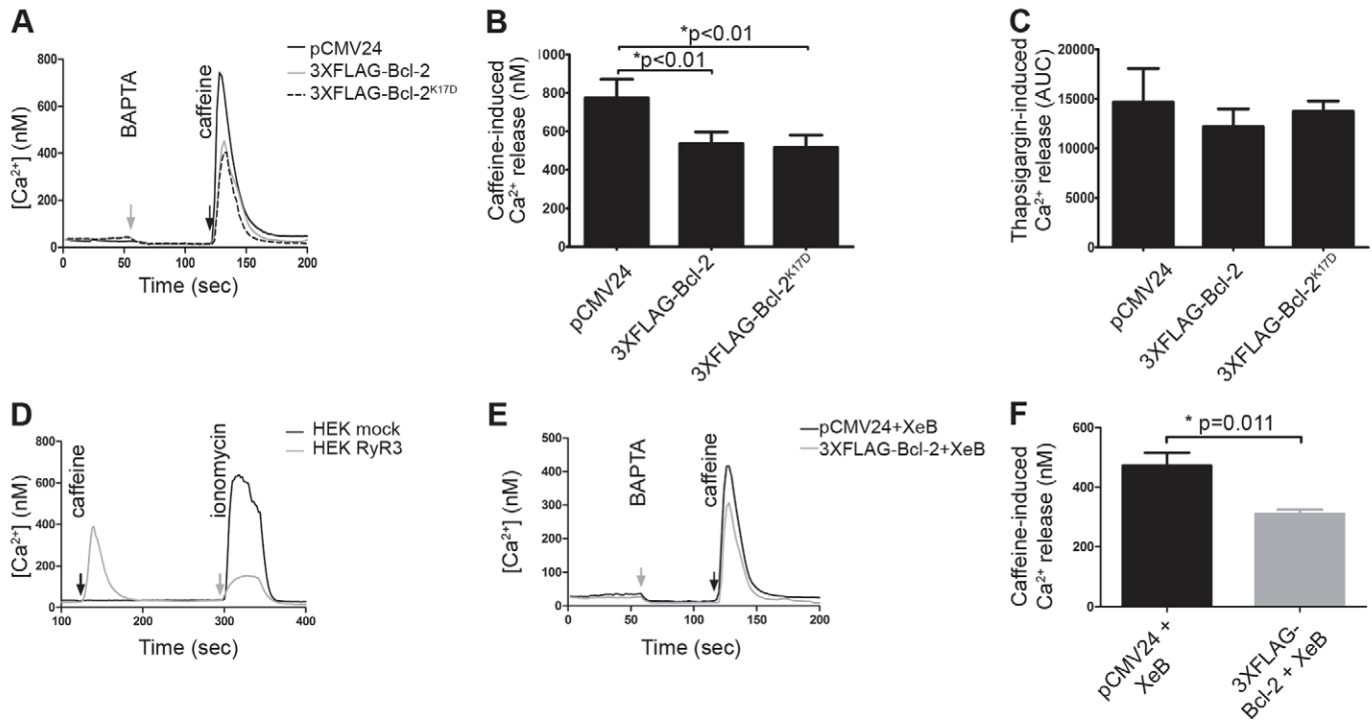 A
pCMV24
3XFLAG-Bcl-2
3XFLAG-Bcl-2ᴷ¹⁷ᴰ
BAPTA
caffeine
[Ca²⁺] (nM)
800
600
400
200
0
0 50 100 150 200
Time (sec)
B
*p<0.01
*p<0.01
Caffeine-induced
Ca²⁺ release (nM)
000
800
600
400
200
0
pCMV24
3XFLAG-Bcl-2
3XFLAG-Bcl-2ᴷ¹⁷ᴰ
C
Thapsigargin-induced
Ca²⁺ release (AUC)
20000
15000
10000
5000
0
pCMV24
3XFLAG-Bcl-2
3XFLAG-Bcl-2ᴷ¹⁷ᴰ
D
HEK mock
HEK RyR3
caffeine
ionomycin
[Ca²⁺] (nM)
800
600
400
200
0
100 200 300 400
Time (sec)
E
pCMV24+XeB
3XFLAG-Bcl-2+XeB
BAPTA
caffeine
[Ca²⁺] (nM)
500
400
300
200
100
0
0 50 100 150 200
Time (sec)
F
* p=0.011
Caffeine-induced
Ca²⁺ release (nM)
600
400
200
0
pCMV24 +
XeB
3XFLAG-
Bcl-2 + XeB